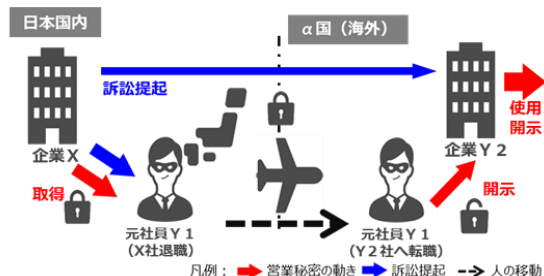 日本国内
α国（海外）
訴訟提起
企業X
企業Y2
使用
開示
取得
開示
元社員Y1
（X社退職）
元社員Y1
（Y2社へ転職）
凡例： 営業秘密の動き 訴訟提起 人の移動